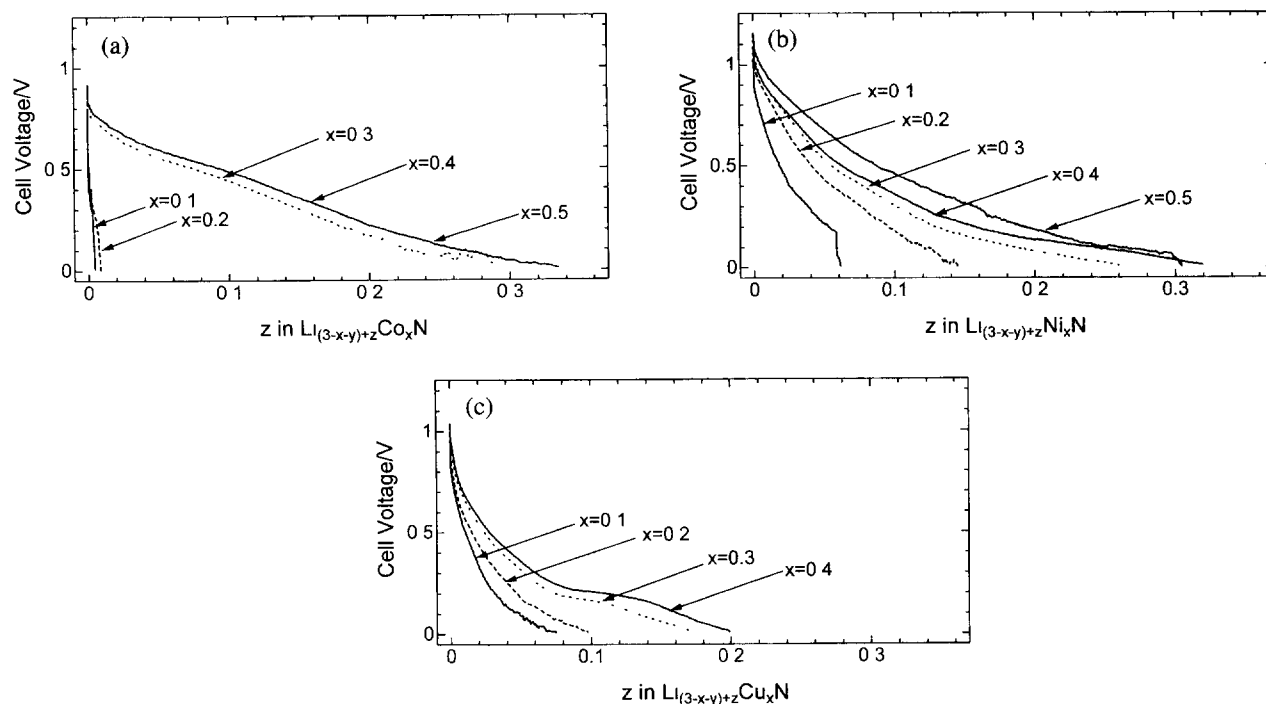 (a)
Cell Voltage/V
1
0 5
0
x=0 3
x=0.4
x=0.5
x=0 1
x=0.2
0
0 1
0 2
0 3
z in Li(3-x-y)+zCoxN
(b)
Cell Voltage/V
1
0.5
0
x=0 1
x=0.2
x=0 3
x=0 4
x=0.5
0
0.1
0 2
0 3
z in Li(3-x-y)+zNixN
(c)
Cell Voltage/V
1
0 5
0
x=0 1
x=0 2
x=0.3
x=0 4
0
0.1
0 2
0 3
z in Li(3-x-y)+zCuxN